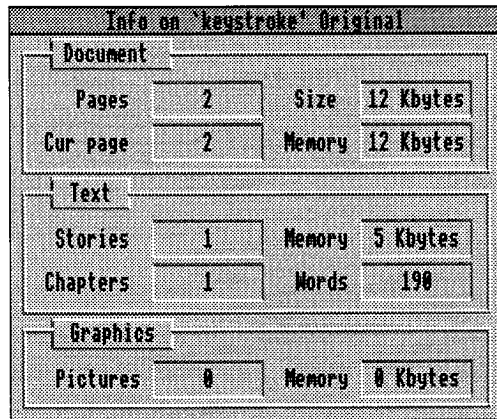 Info on `keystroke' Original
Document
Pages 2 Size 12 Kbytes
Cur page 2 Memory 12 Kbytes
Text
Stories 1 Memory 5 Kbytes
Chapters 1 Words 190
Graphics
Pictures 0 Memory 0 Kbytes